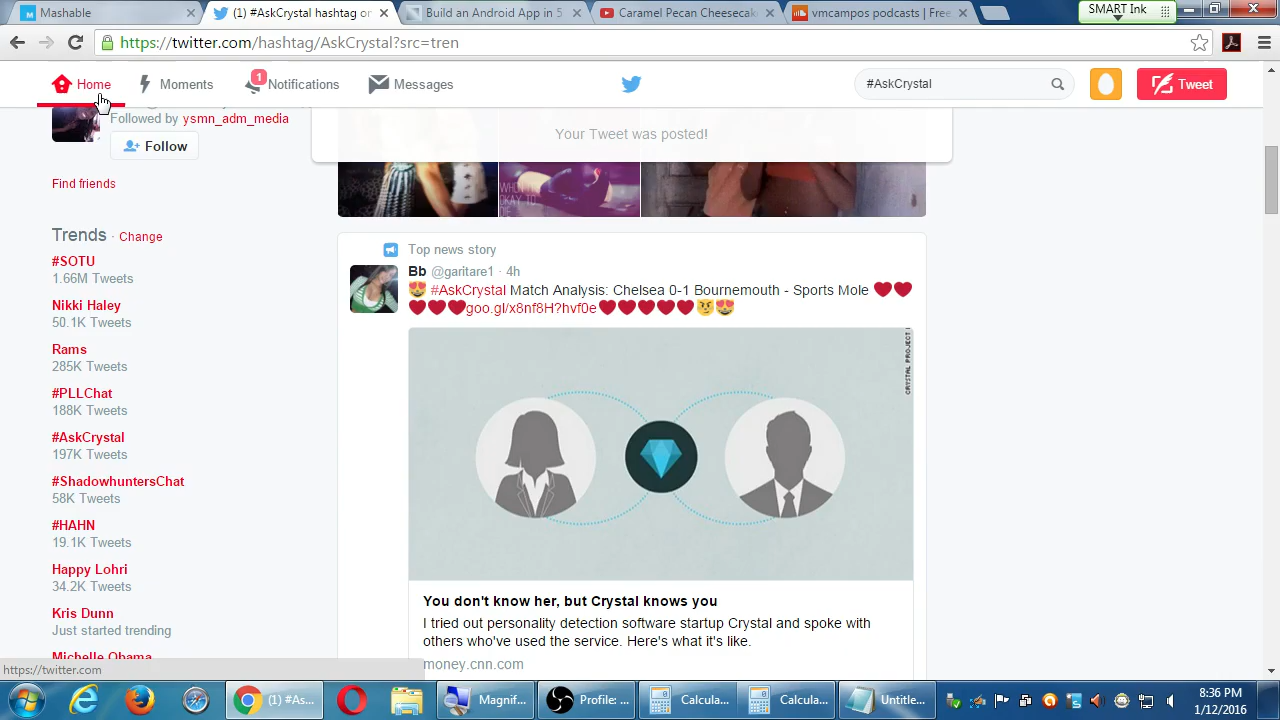 Mashable
(1) #AskCrystal hashtag on
Build an Android App in 5
Caramel Pecan Cheesecak
vmcampos podcasts | Free
SMART Ink
https://twitter.com/hashtag/AskCrystal?src=tren
Home
Moments
1
Notifications
Messages
#AskCrystal
Tweet
Followed by ysmn_adm_media
Follow
Find friends
Your Tweet was posted!
WHEN
OKAY TO
DIE
Trends · Change
#SOTU
1.66M Tweets
Nikki Haley
50.1K Tweets
Rams
285K Tweets
#PLLChat
188K Tweets
#AskCrystal
197K Tweets
#ShadowhuntersChat
58K Tweets
#HAHN
19.1K Tweets
Happy Lohri
34.2K Tweets
Kris Dunn
Just started trending
Michelle Obama
Top news story
Bb @garitare1 · 4h
#AskCrystal Match Analysis: Chelsea 0-1 Bournemouth - Sports Mole
goo.gl/x8nf8H?hvf0e
CRYSTAL PROJECT I
You don't know her, but Crystal knows you
I tried out personality detection software startup Crystal and spoke with
others who've used the service. Here's what it's like.
money.cnn.com
https://twitter.com
(1) #As...
Magnif...
Profile: ...
Calcula...
Calcula...
Untitle...
8:36 PM
1/12/2016